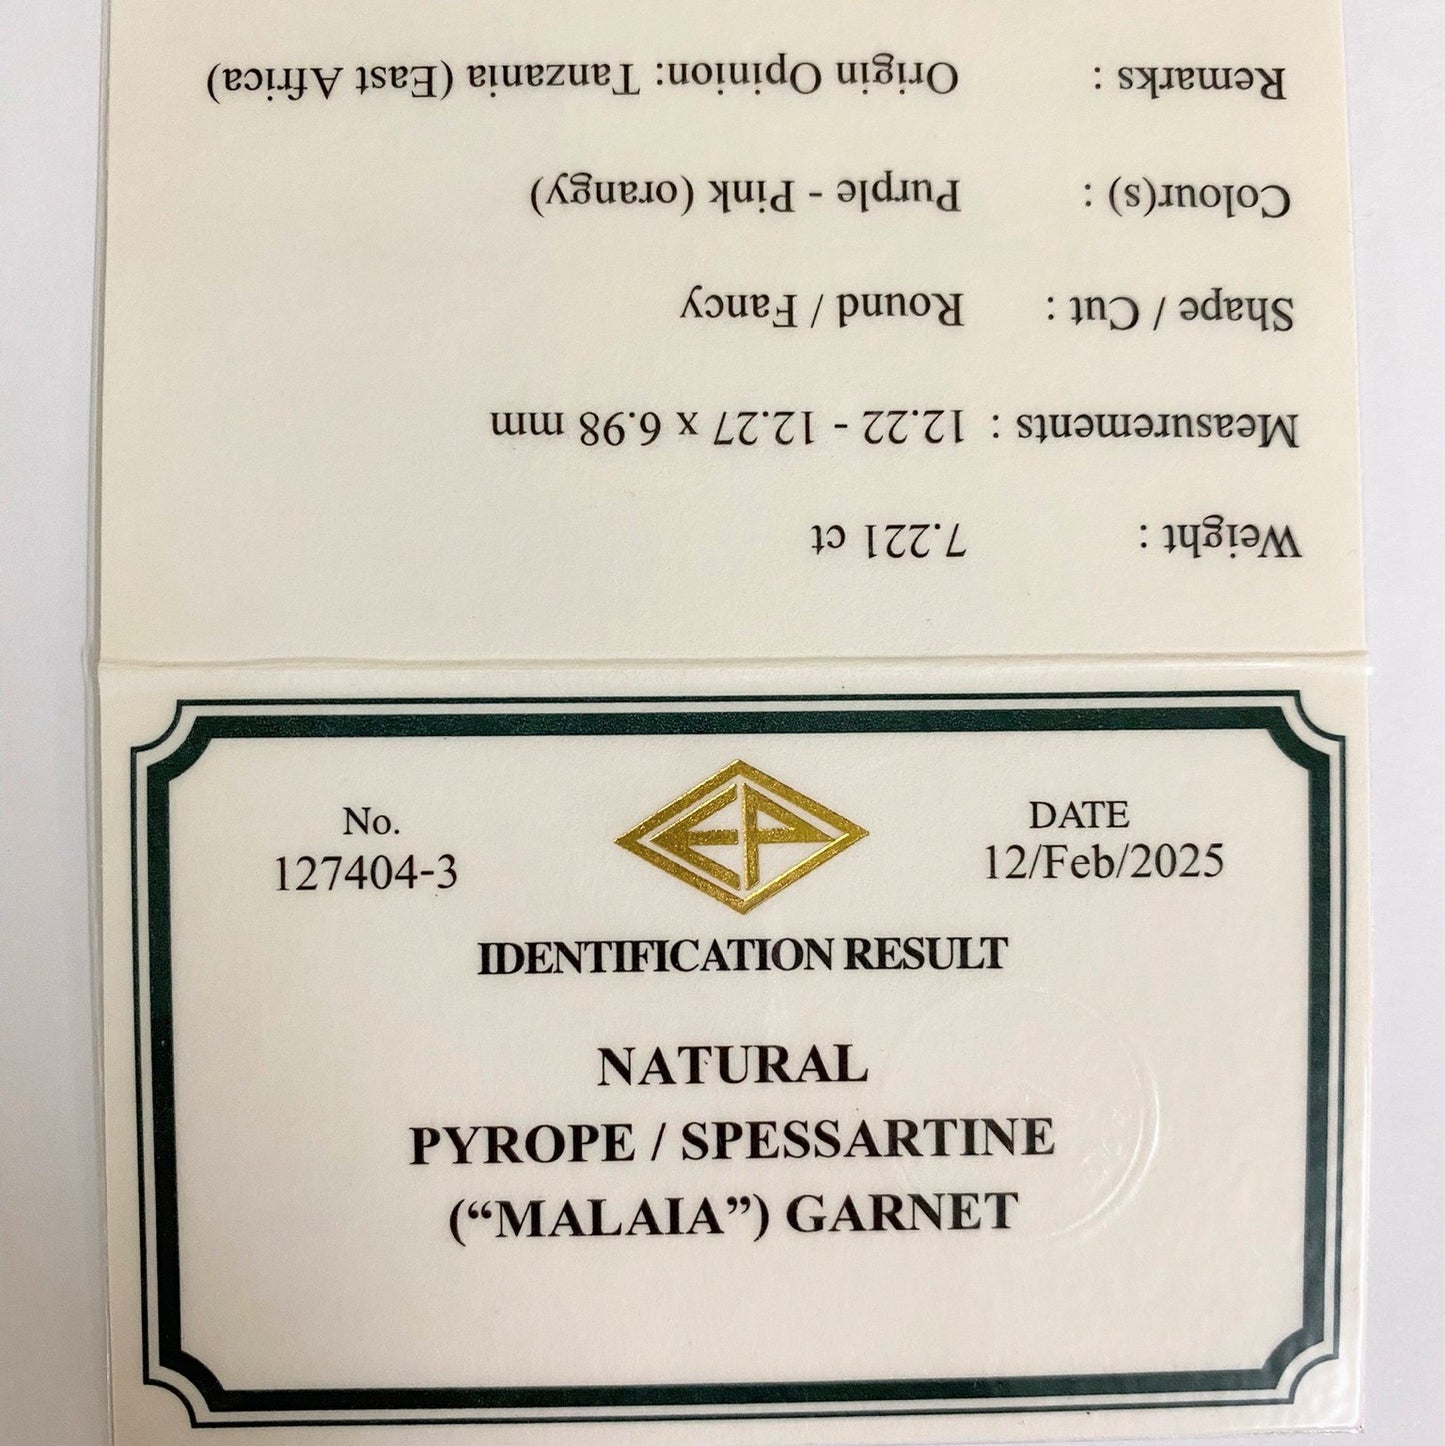 Weight : 7.221 ct
Measurements : 12.22 - 12.27 x 6.98 mm
Shape / Cut : Round / Fancy
Colour(s) : Purple - Pink (orangy)
Remarks : Origin Opinion: Tanzania (East Africa)
No.
127404-3
EP
DATE
12/Feb/2025
IDENTIFICATION RESULT
NATURAL
PYROPE / SPESSARTINE
(“MALAIA”) GARNET